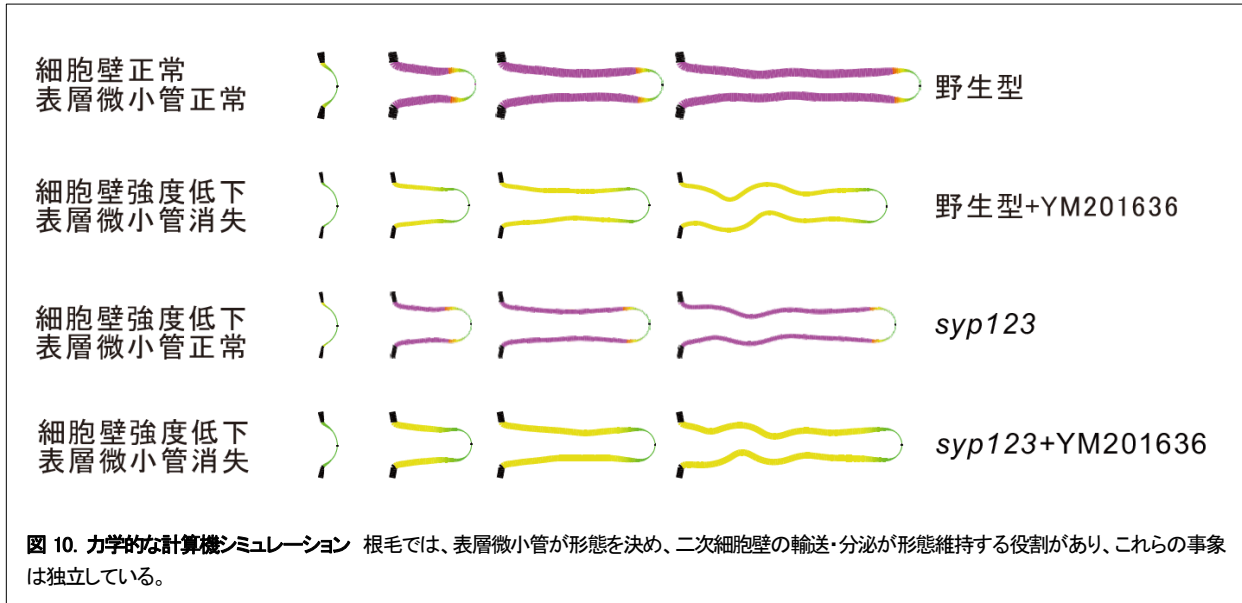 細胞壁正常
表層微小管正常
野生型
細胞壁強度低下
表層微小管消失
野生型+YM201636
細胞壁強度低下
表層微小管正常
syp123
細胞壁強度低下
表層微小管消失
syp123+YM201636
図 10. 力学的な計算機シミュレーション 根毛では、表層微小管が形態を決め、二次細胞壁の輸送・分泌が形態維持する役割があり、これらの事象
は独立している。